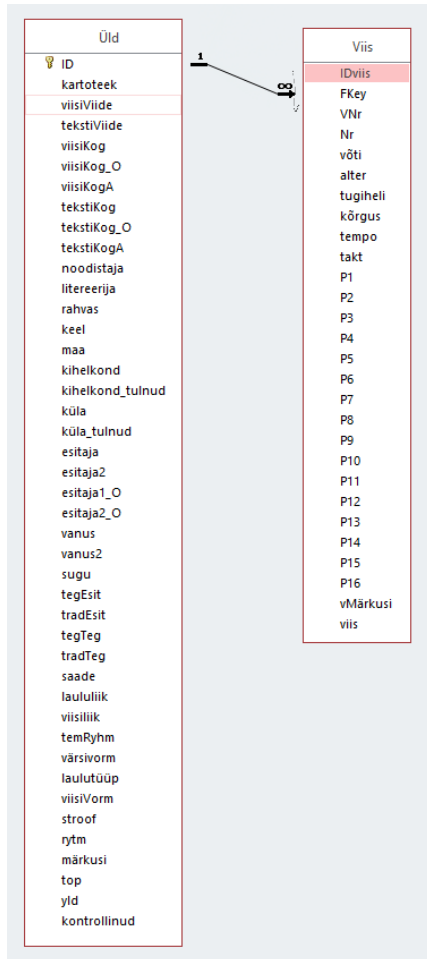 Üld
ID
kartoteek
viisiViide
tekstiViide
viisiKog
viisiKog_O
viisiKogA
tekstiKog
tekstiKog_O
tekstiKogA
noodistaja
litereerija
rahvas
keel
maa
kihelkond
kihelkond_tulnud
küla
küla_tulnud
esitaja
esitaja2
esitaja1_O
esitaja2_O
vanus
vanus2
sugu
tegEsit
tradEsit
tegTeg
tradTeg
saade
laululiik
viisiliik
temRyhm
värsivorm
laulutüüp
viisiVorm
stroof
rytm
märkusi
top
yld
kontrollinud
1
∞
Viis
IDviis
FKey
VNr
Nr
võti
alter
tugiheli
kõrgus
tempo
takt
P1
P2
P3
P4
P5
P6
P7
P8
P9
P10
P11
P12
P13
P14
P15
P16
vMärkusi
viis